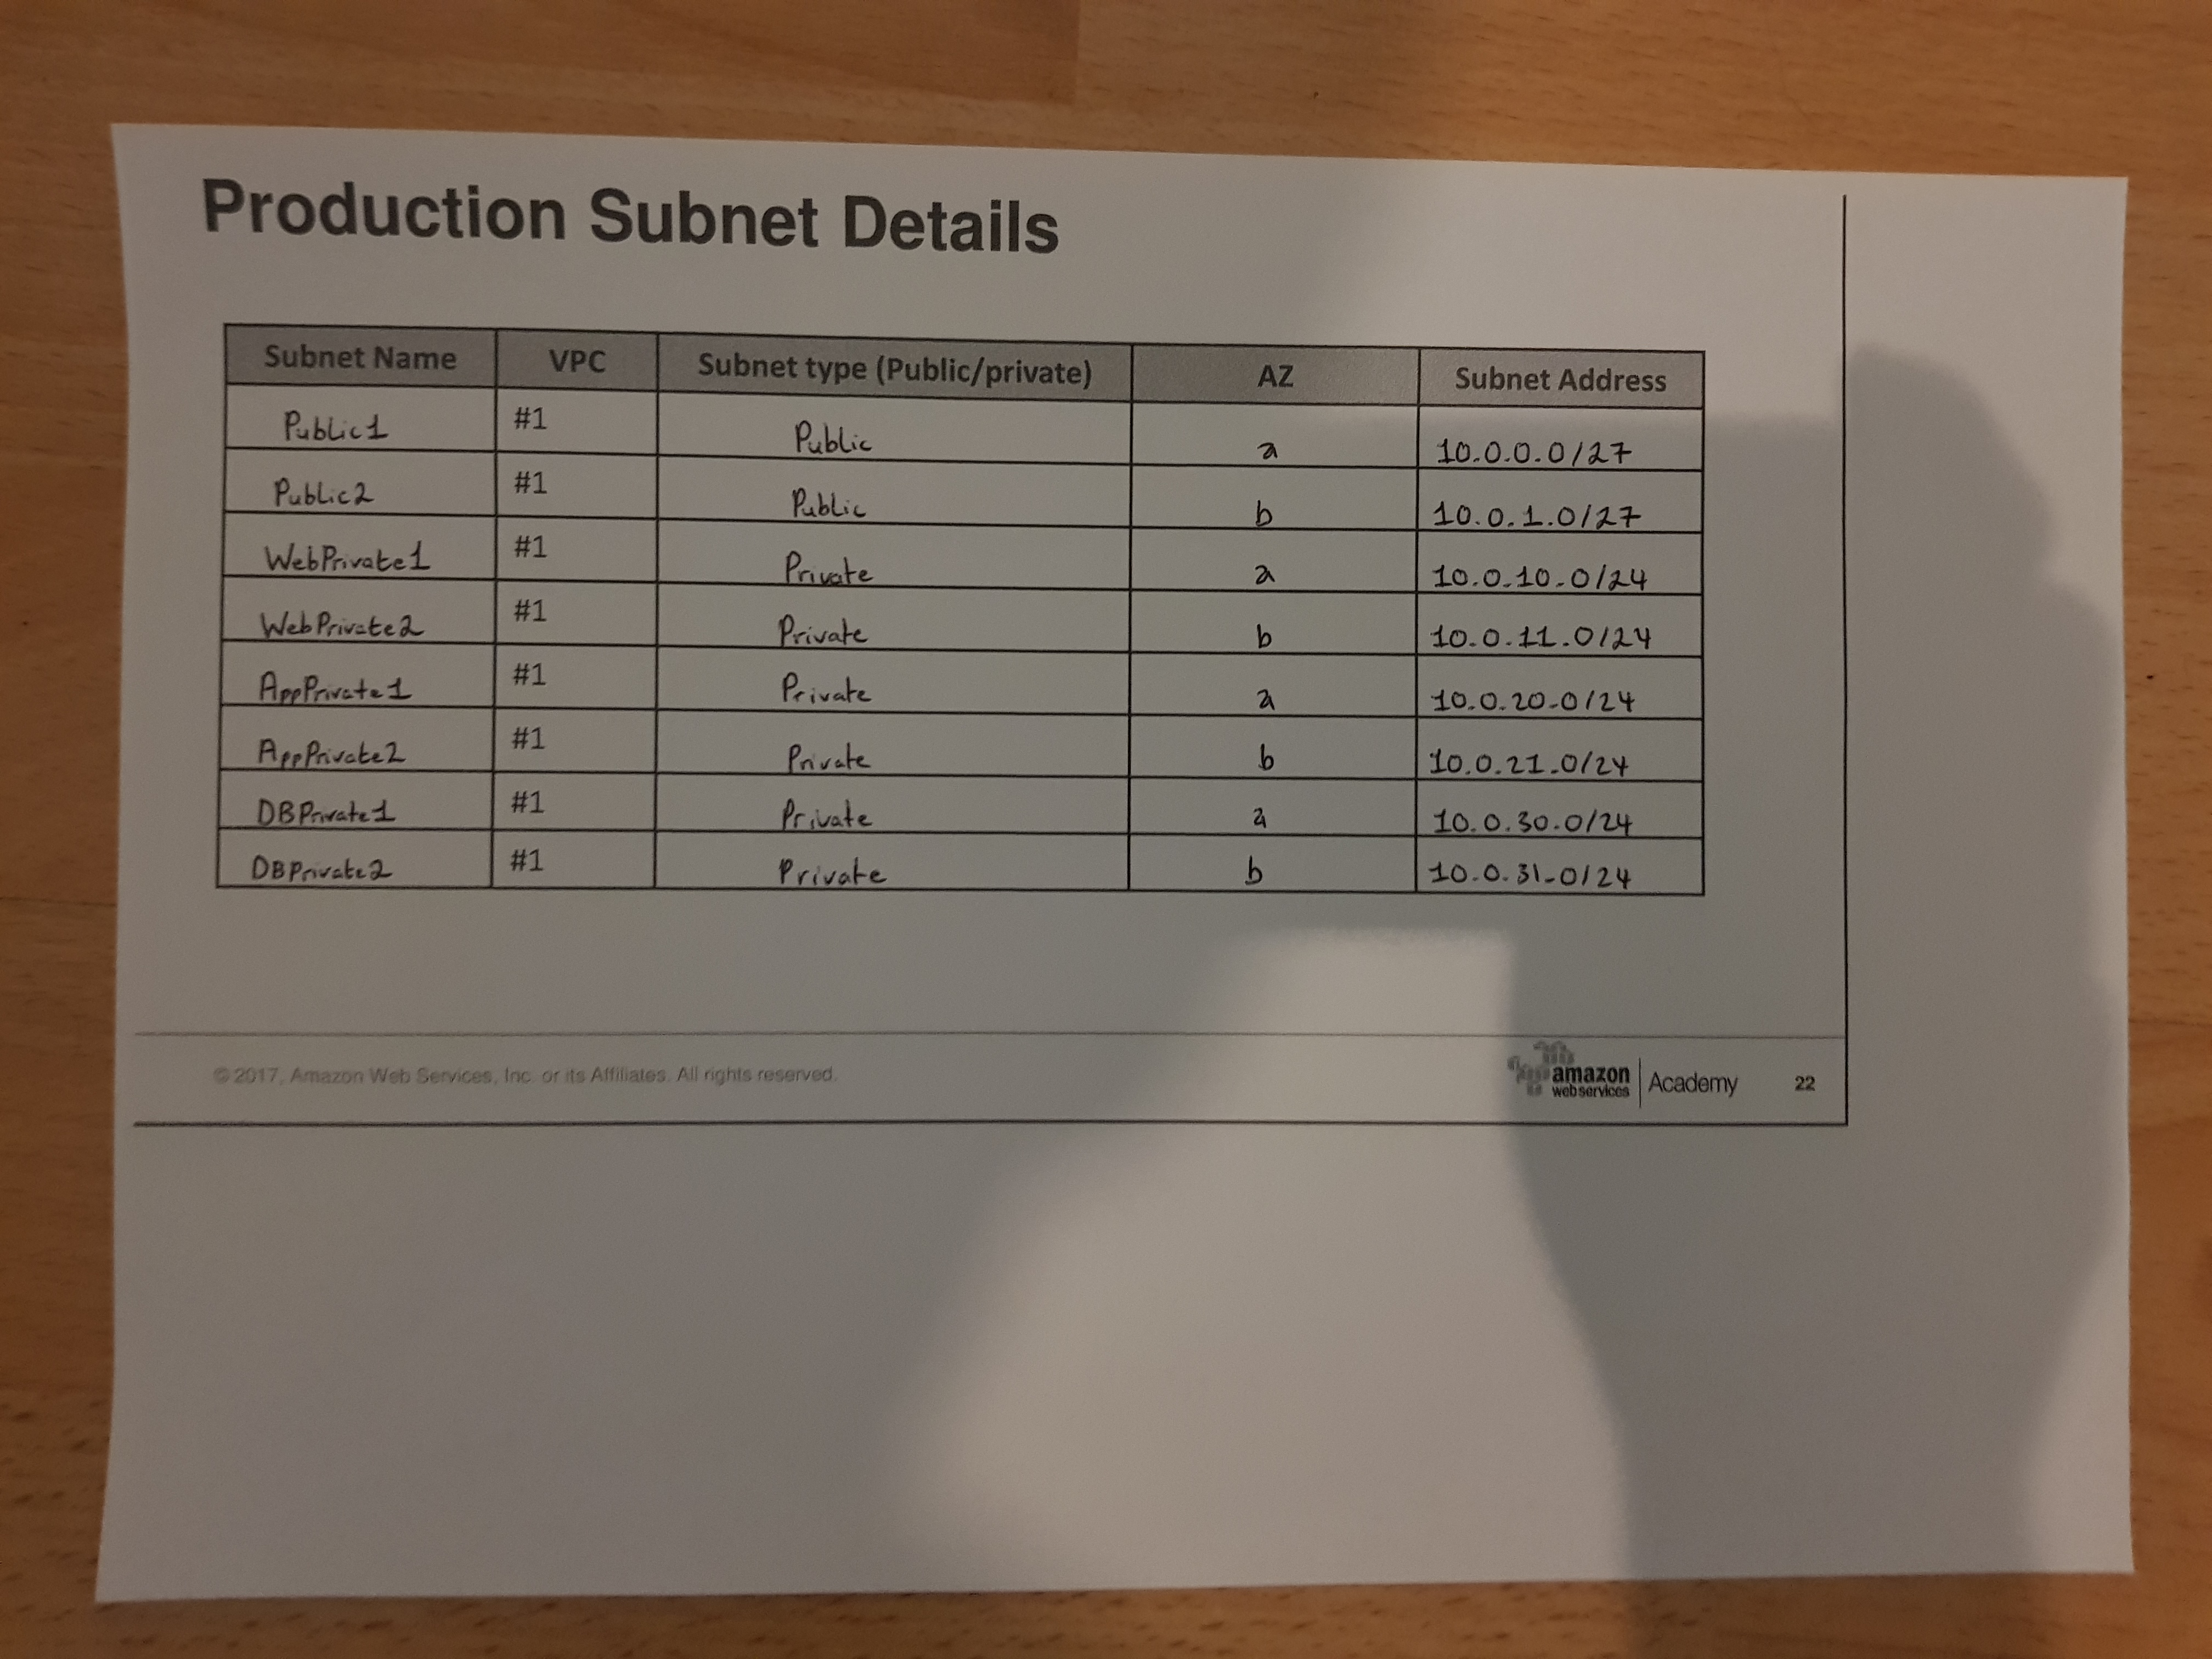 Production Subnet Details
Subnet Name VPC Subnet type (Public/private) AZ Subnet Address
Public1 #1 Public a 10.0.0.0/27
Public2 #1 Public b 10.0.1.0/27
WebPrivate1 #1 Private a 10.0.10.0/24
WebPrivate2 #1 Private b 10.0.11.0/24
AppPrivate1 #1 Private a 10.0.20.0/24
AppPrivate2 #1 Private b 10.0.21.0/24
DBPrivate1 #1 Private a 10.0.30.0/24
DBPrivate2 #1 Private b 10.0.31.0/24
© 2017, Amazon Web Services, Inc. or its Affiliates. All rights reserved.
amazon
webservices
Academy
22